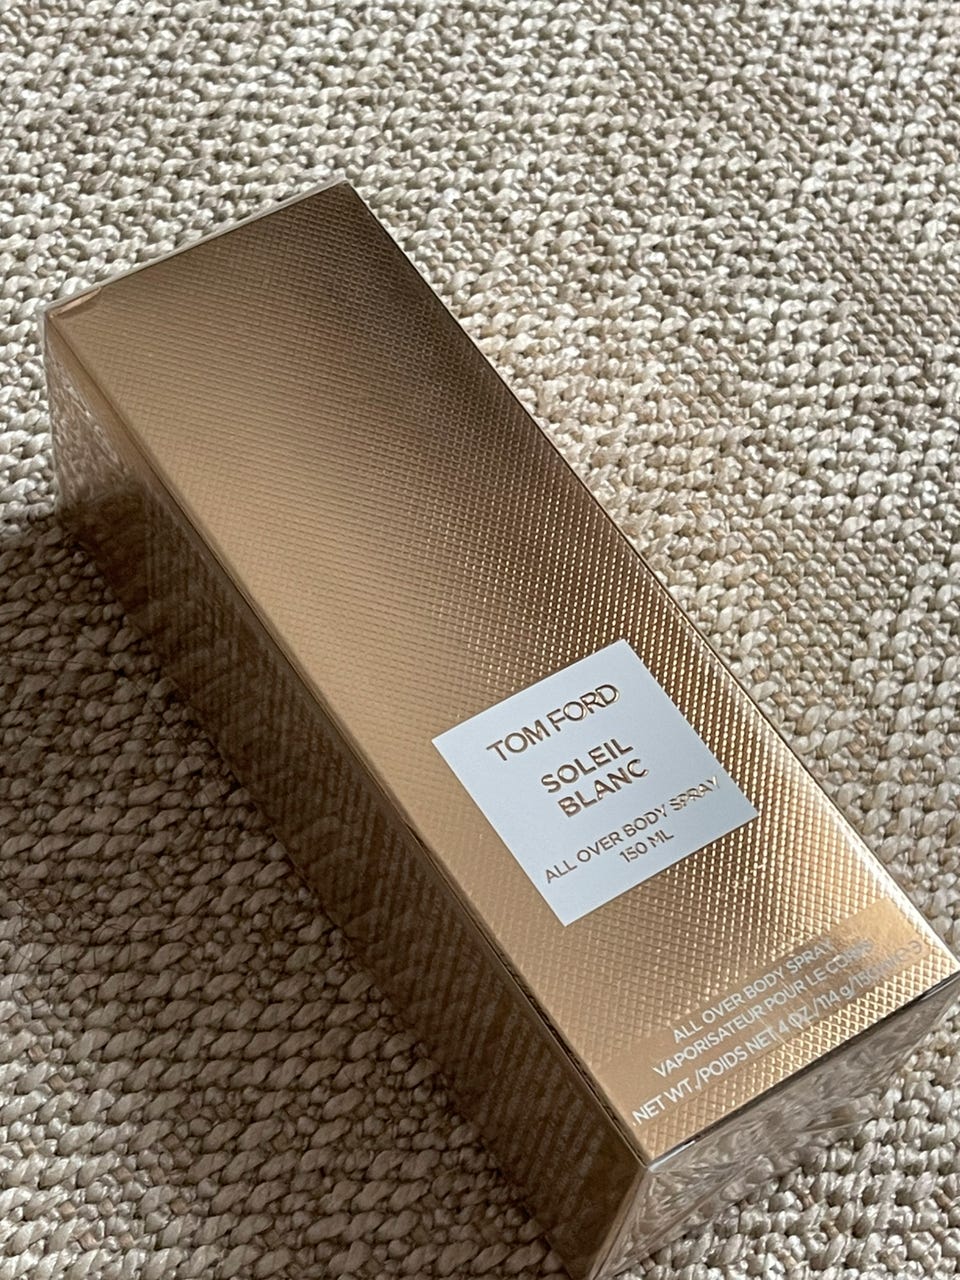 TOM FORD
SOLEIL
BLANC
ALL OVER BODY SPRAY
150 ML
ALL OVER BODY SPRAY
VAPORISATEUR POUR LE CORPS
NET WT./POIDS NET 4 OZ/114 g/150 ml ℮